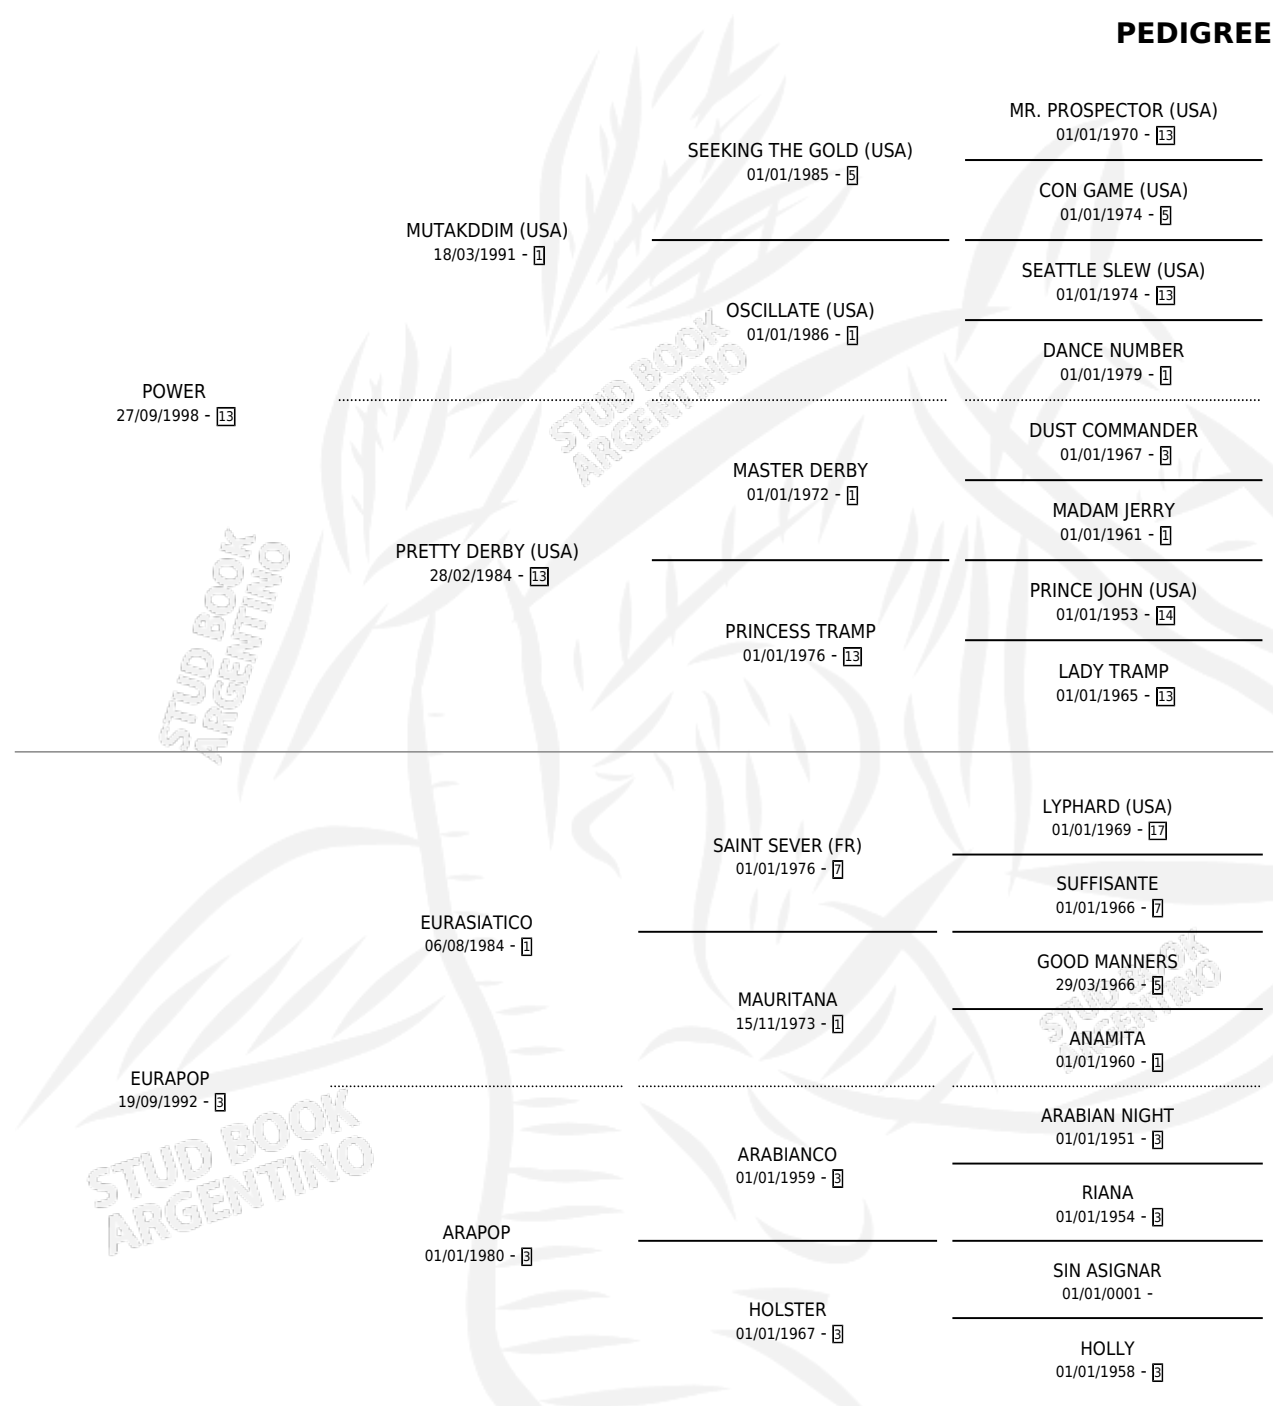 PEDIGREE
MR. PROSPECTOR (USA)
01/01/1970 - 13
SEEKING THE GOLD (USA)
01/01/1985 - 5
CON GAME (USA)
01/01/1974 - 5
MUTAKDDIM (USA)
18/03/1991 - 1
SEATTLE SLEW (USA)
01/01/1974 - 13
OSCILLATE (USA)
01/01/1986 - 1
DANCE NUMBER
01/01/1979 - 1
POWER
27/09/1998 - 13
DUST COMMANDER
01/01/1967 - 3
MASTER DERBY
01/01/1972 - 1
MADAM JERRY
01/01/1961 - 1
PRETTY DERBY (USA)
28/02/1984 - 13
PRINCE JOHN (USA)
01/01/1953 - 14
PRINCESS TRAMP
01/01/1976 - 13
LADY TRAMP
01/01/1965 - 13
LYPHARD (USA)
01/01/1969 - 17
SAINT SEVER (FR)
01/01/1976 - 7
SUFFISANTE
01/01/1966 - 7
EURASIATICO
06/08/1984 - 1
GOOD MANNERS
29/03/1966 - 5
MAURITANA
15/11/1973 - 1
ANAMITA
01/01/1960 - 1
EURAPOP
19/09/1992 - 3
ARABIAN NIGHT
01/01/1951 - 3
ARABIANCO
01/01/1959 - 3
RIANA
01/01/1954 - 3
ARAPOP
01/01/1980 - 3
SIN ASIGNAR
01/01/0001 -
HOLSTER
01/01/1967 - 3
HOLLY
01/01/1958 - 3
STUD BOOK
ARGENTINO
STUD BOOK
ARGENTINO
STUD BOOK
ARGENTINO
STUD BOOK
ARGENTINO